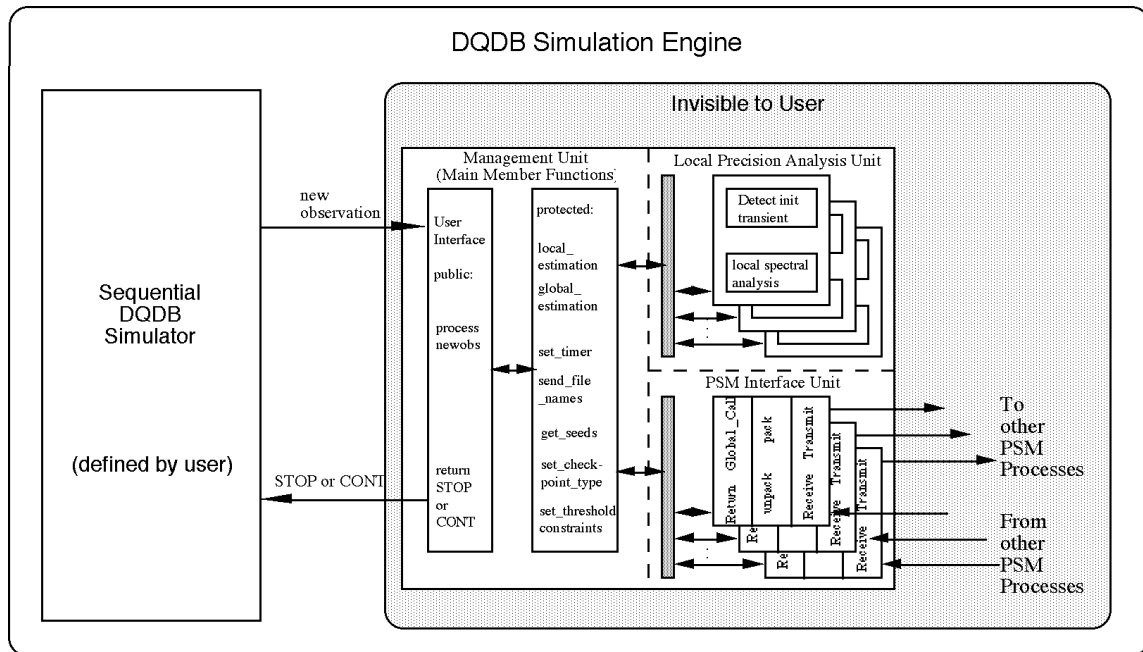 DQDB Simulation Engine
Invisible to User
Sequential
DQDB
Simulator
(defined by user)
new
observation
STOP or CONT
Management Unit
(Main Member Functions)
User
Interface
public:
process
newobs
return
STOP
or
CONT
protected:
local_
estimation
global_
estimation
set_timer
send_file
_names
get_seeds
set_check-
point_type
set_threshold
constraints
Local Precision Analysis Unit
Detect init
transient
local spectral
analysis
:
PSM Interface Unit
Return Global_Call
unpack pack
Receive Transmit
Re
Receive Transmit
Re
Receive Transmit
:
To
other
PSM
Processes
From
other
PSM
Processes